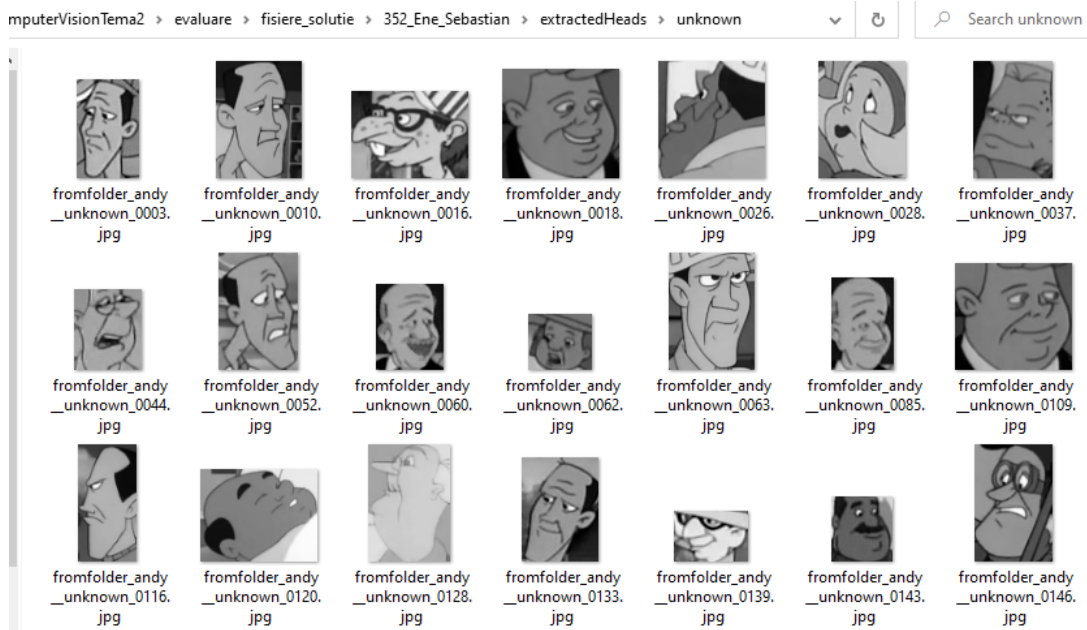 mputerVisionTema2 > evaluare > fisiere_solutie > 352_Ene_Sebastian > extractedHeads > unknown Search unknown
fromfolder_andy fromfolder_andy fromfolder_andy fromfolder_andy fromfolder_andy fromfolder_andy fromfolder_andy
__unknown_0003. __unknown_0010. __unknown_0016. __unknown_0018. __unknown_0026. __unknown_0028. __unknown_0037.
jpg jpg jpg jpg jpg jpg jpg
fromfolder_andy fromfolder_andy fromfolder_andy fromfolder_andy fromfolder_andy fromfolder_andy fromfolder_andy
__unknown_0044. __unknown_0052. __unknown_0060. __unknown_0062. __unknown_0063. __unknown_0085. __unknown_0109.
jpg jpg jpg jpg jpg jpg jpg
fromfolder_andy fromfolder_andy fromfolder_andy fromfolder_andy fromfolder_andy fromfolder_andy fromfolder_andy
__unknown_0116. __unknown_0120. __unknown_0128. __unknown_0133. __unknown_0139. __unknown_0143. __unknown_0146.
jpg jpg jpg jpg jpg jpg jpg